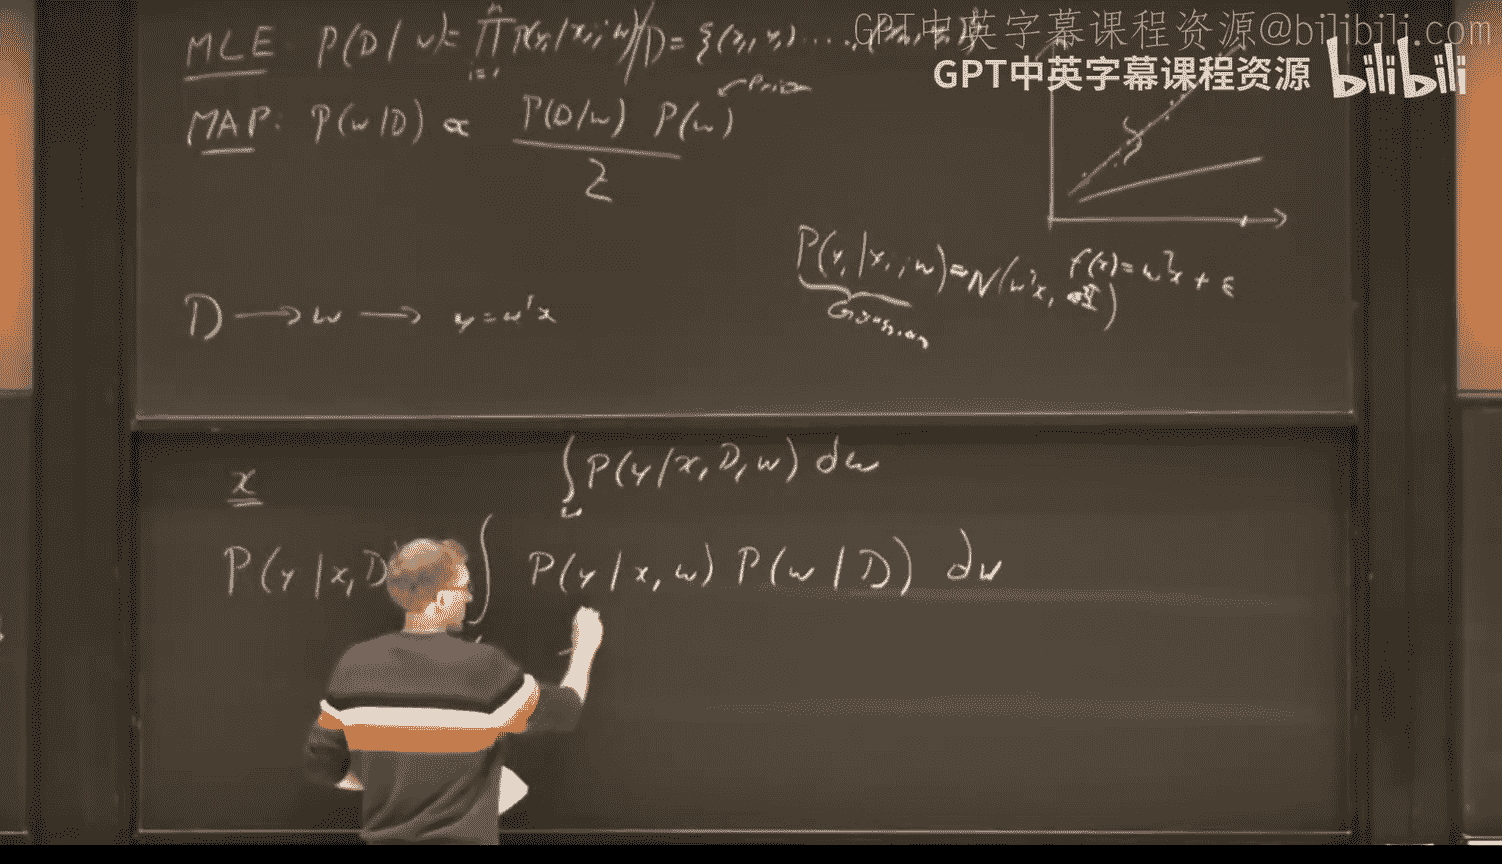 GPT中英字幕课程资源@bilibili.com
GPT中英字幕课程资源 bilibili
MLE P(D/w)= ∏ i=1 n P(yi/xi;w) D={(x1,y1)....,
MAP: P(w/D) ∝ P(D/w) P(w) / Z
Prior
P(yi|xi;w)=N(wᵀx,
Gaussian
f(x)=wᵀx+ε
D → w → y=wᵀx
x
∫w P(y/x,D,w) dw
P(y/x,D ∫ P(y/x,w) P(w/D) dw